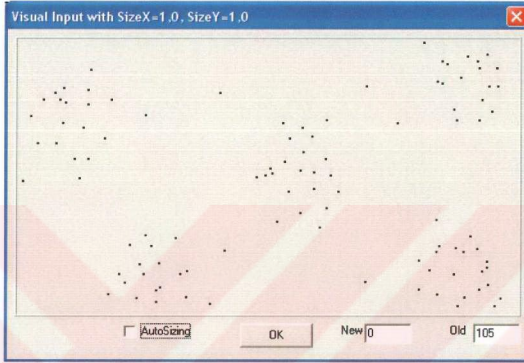 Visual Input with SizeX=1,0, SizeY=1,0
AutoSizing OK New 0 Old 105